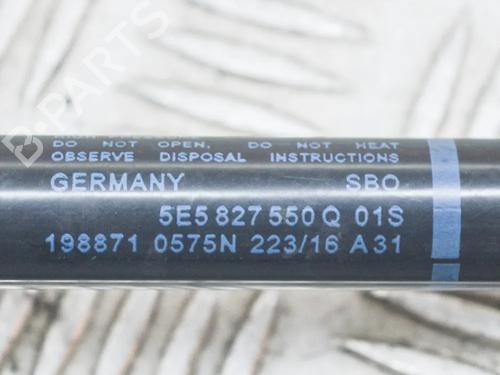 DO NOT OPEN, DO NOT HEAT
OBSERVE DISPOSAL INSTRUCTIONS
GERMANY SBO
5E5 827 550 Q 01S
198871 0575N 223/16 A31
B-PARTS